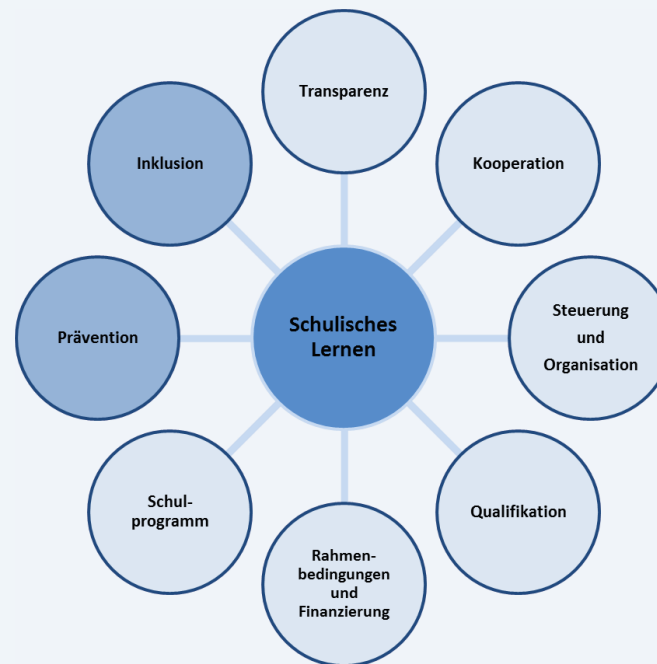 Transparenz
Inklusion
Kooperation
Prävention
Schulisches
Lernen
Steuerung
und
Organisation
Schul-
programm
Qualifikation
Rahmen-
bedingungen
und
Finanzierung